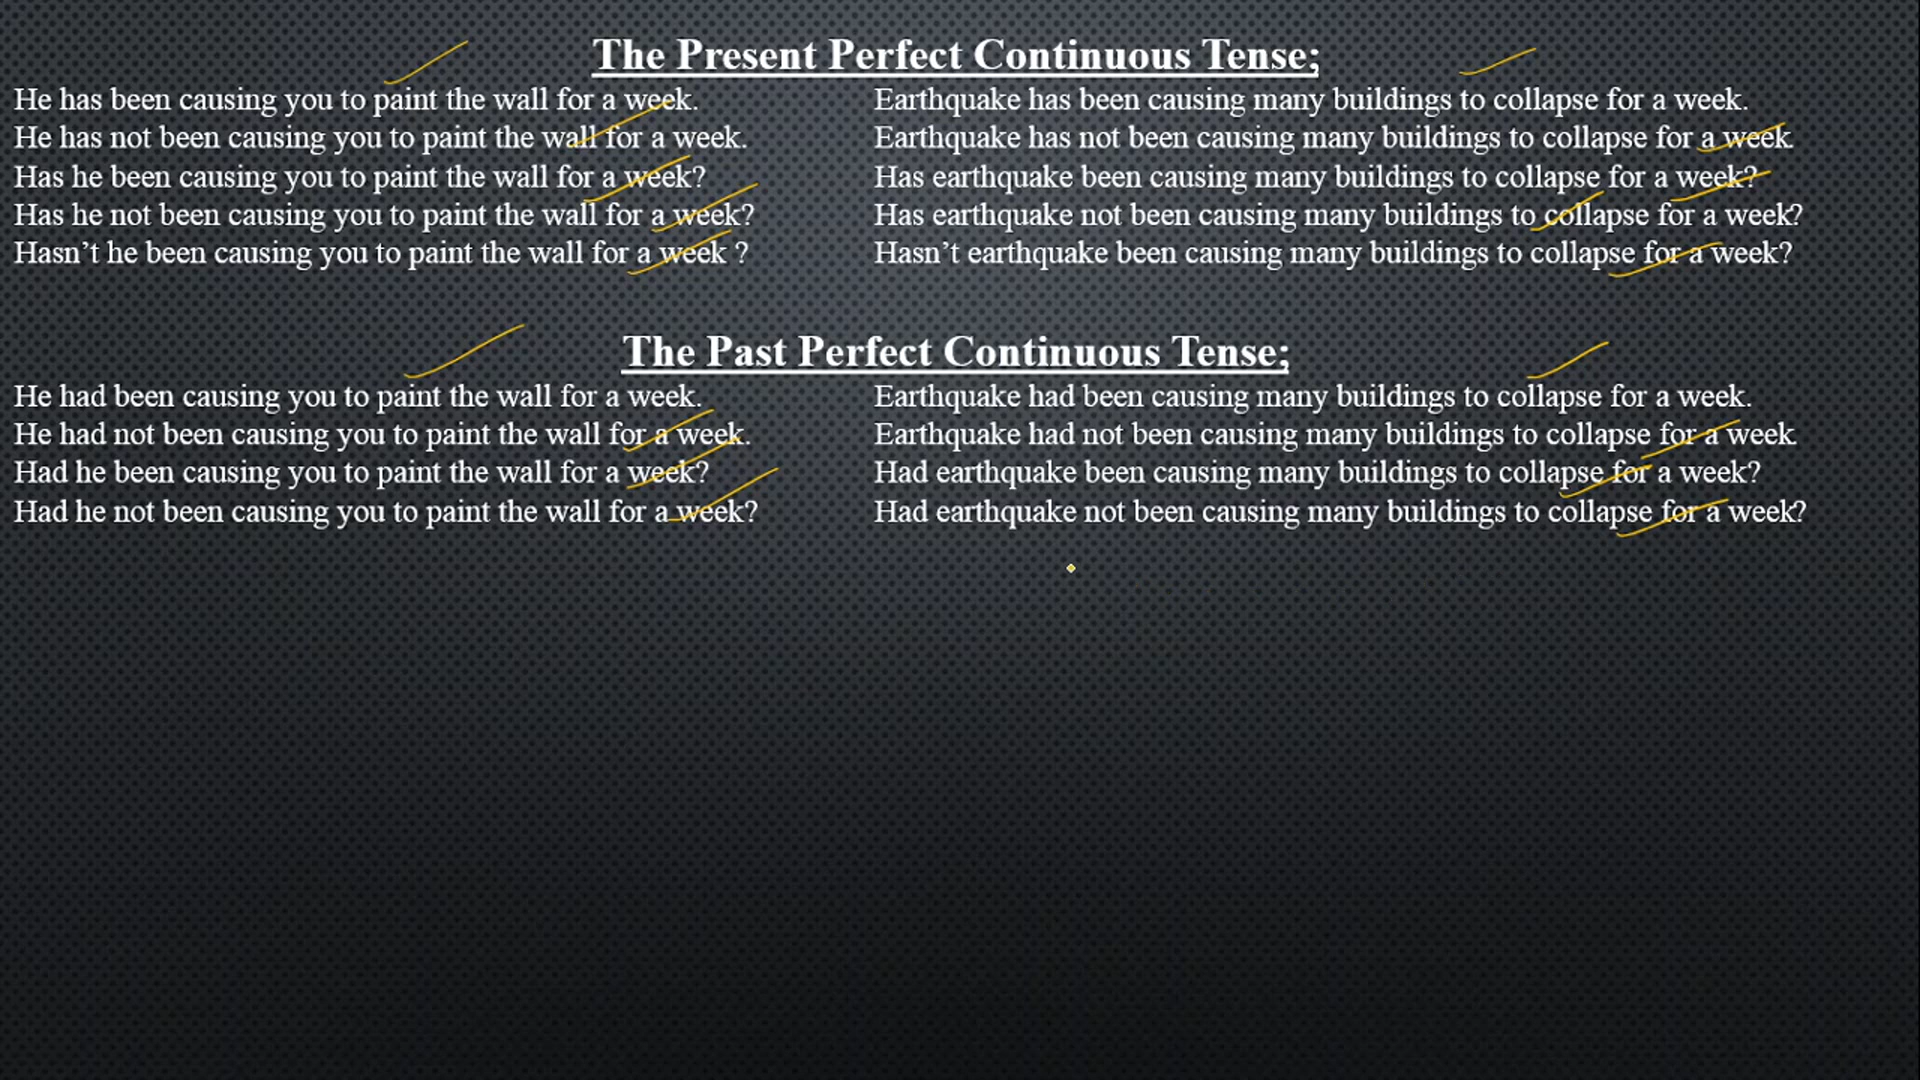 The Present Perfect Continuous Tense;
He has been causing you to paint the wall for a week.
He has not been causing you to paint the wall for a week.
Has he been causing you to paint the wall for a week?
Has he not been causing you to paint the wall for a week?
Hasn’t he been causing you to paint the wall for a week ?
Earthquake has been causing many buildings to collapse for a week.
Earthquake has not been causing many buildings to collapse for a week.
Has earthquake been causing many buildings to collapse for a week?
Has earthquake not been causing many buildings to collapse for a week?
Hasn’t earthquake been causing many buildings to collapse for a week?
The Past Perfect Continuous Tense;
He had been causing you to paint the wall for a week.
He had not been causing you to paint the wall for a week.
Had he been causing you to paint the wall for a week?
Had he not been causing you to paint the wall for a week?
Earthquake had been causing many buildings to collapse for a week.
Earthquake had not been causing many buildings to collapse for a week.
Had earthquake been causing many buildings to collapse for a week?
Had earthquake not been causing many buildings to collapse for a week?